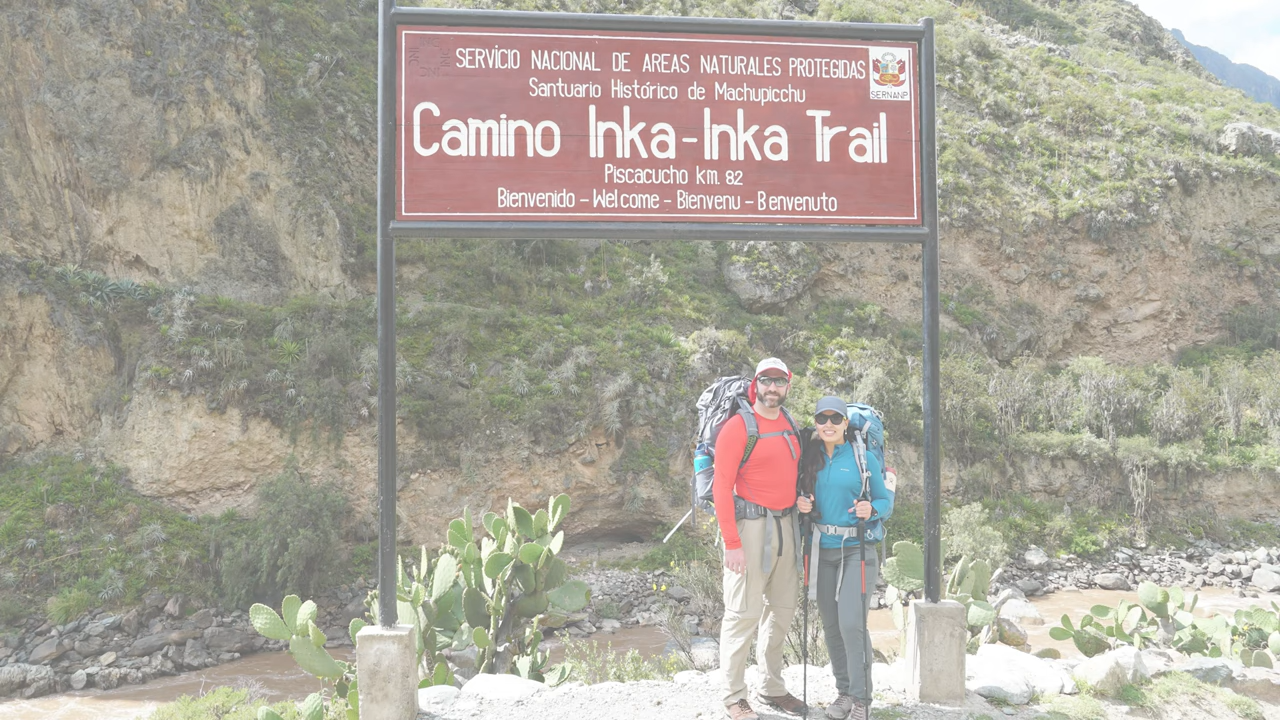 SERVICIO NACIONAL DE AREAS NATURALES PROTEGIDAS
Santuario Histórico de Machupicchu
Camino Inka-Inka Trail
Piscacucho km. 82
Bienvenido - Welcome - Bienvenu - Benvenuto
SERNANP